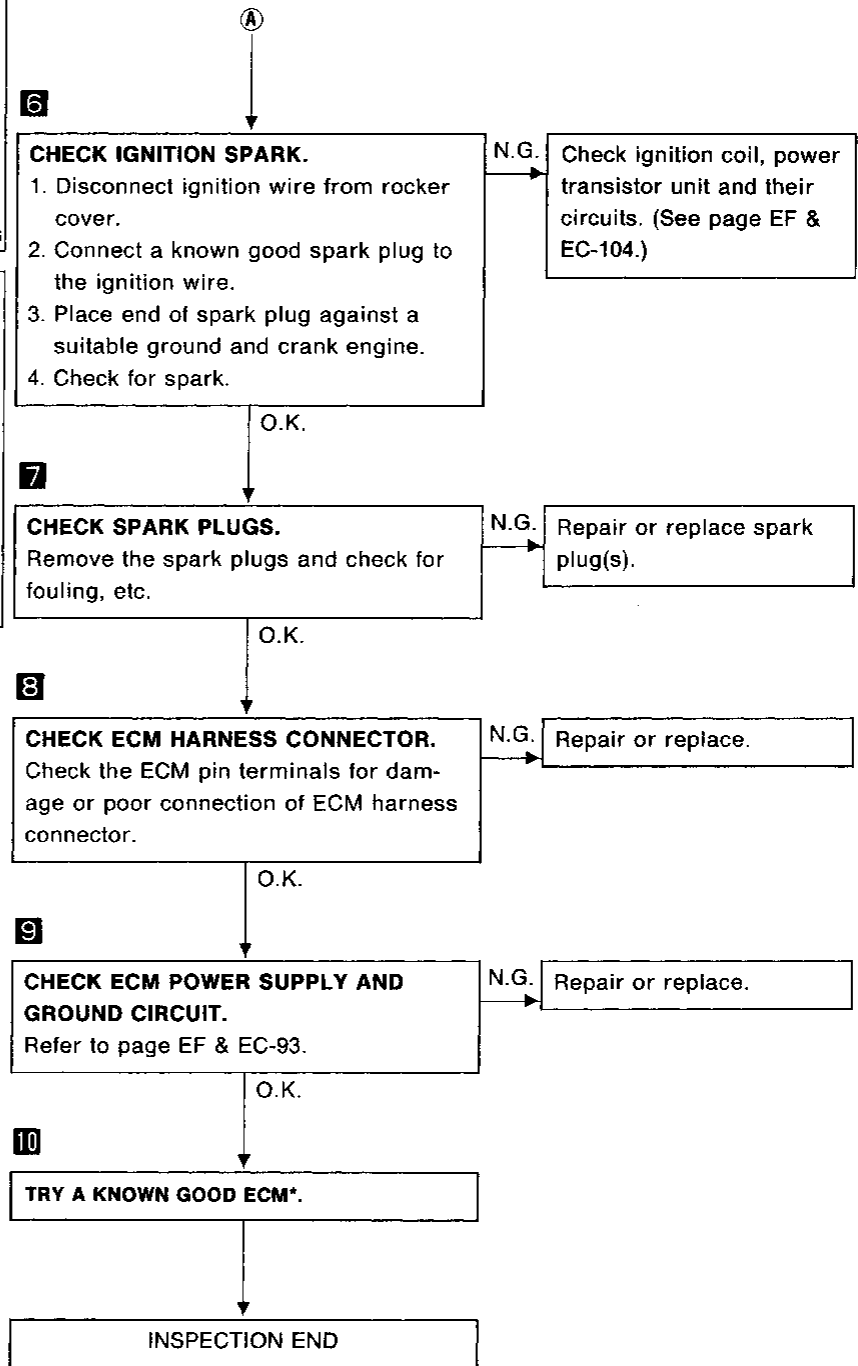 A
6
CHECK IGNITION SPARK.
1. Disconnect ignition wire from rocker
cover.
2. Connect a known good spark plug to
the ignition wire.
3. Place end of spark plug against a
suitable ground and crank engine.
4. Check for spark.
N.G.
Check ignition coil, power
transistor unit and their
circuits. (See page EF &
EC-104.)
O.K.
7
CHECK SPARK PLUGS.
Remove the spark plugs and check for
fouling, etc.
N.G.
Repair or replace spark
plug(s).
O.K.
8
CHECK ECM HARNESS CONNECTOR.
Check the ECM pin terminals for dam-
age or poor connection of ECM harness
connector.
N.G.
Repair or replace.
O.K.
9
CHECK ECM POWER SUPPLY AND
GROUND CIRCUIT.
Refer to page EF & EC-93.
N.G.
Repair or replace.
O.K.
10
TRY A KNOWN GOOD ECM*.
INSPECTION END